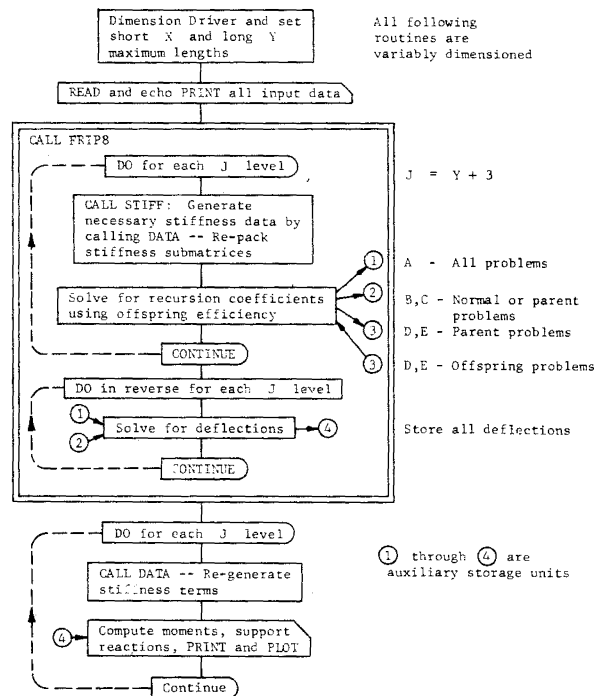 Dimension Driver and set
short X and long Y
maximum lengths
All following
routines are
variably dimensioned
READ and echo PRINT all input data
CALL FRIP8
DO for each J level
J = Y + 3
CALL STIFF: Generate
necessary stiffness data by
calling DATA -- Re-pack
stiffness submatrices
1
A - All problems
2
B,C - Normal or parent
problems
Solve for recursion coefficients
using offspring efficiency
3
D,E - Parent problems
3
D,E - Offspring problems
CONTINUE
DO in reverse for each J level
1
2
Solve for deflections
4
Store all deflections
CONTINUE
DO for each J level
1 through 4 are
auxiliary storage units
CALL DATA -- Re-generate
stiffness terms
4
Compute moments, support
reactions, PRINT and PLOT
Continue